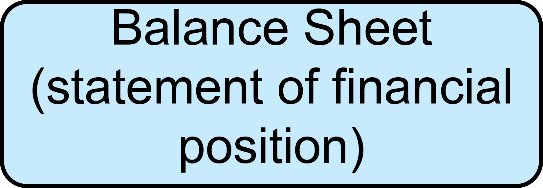 Balance Sheet
(statement of financial
position)